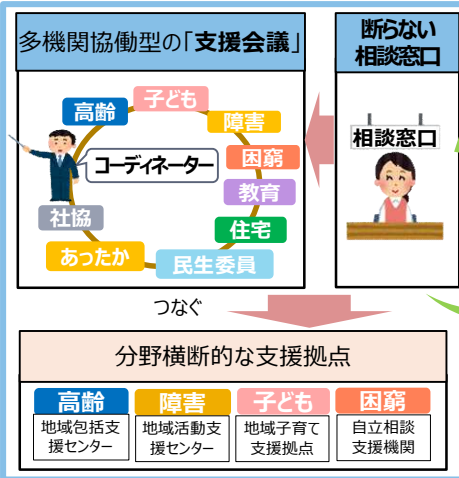 多機関協働型の「支援会議」
高齢
子ども
障害
困窮
教育
住宅
民生委員
あったか
社協
コーディネーター
断らない
相談窓口
相談窓口
つなぐ
分野横断的な支援拠点
高齢
地域包括支
援センター
障害
地域活動支
援センター
子ども
地域子育て
支援拠点
困窮
自立相談
支援機関